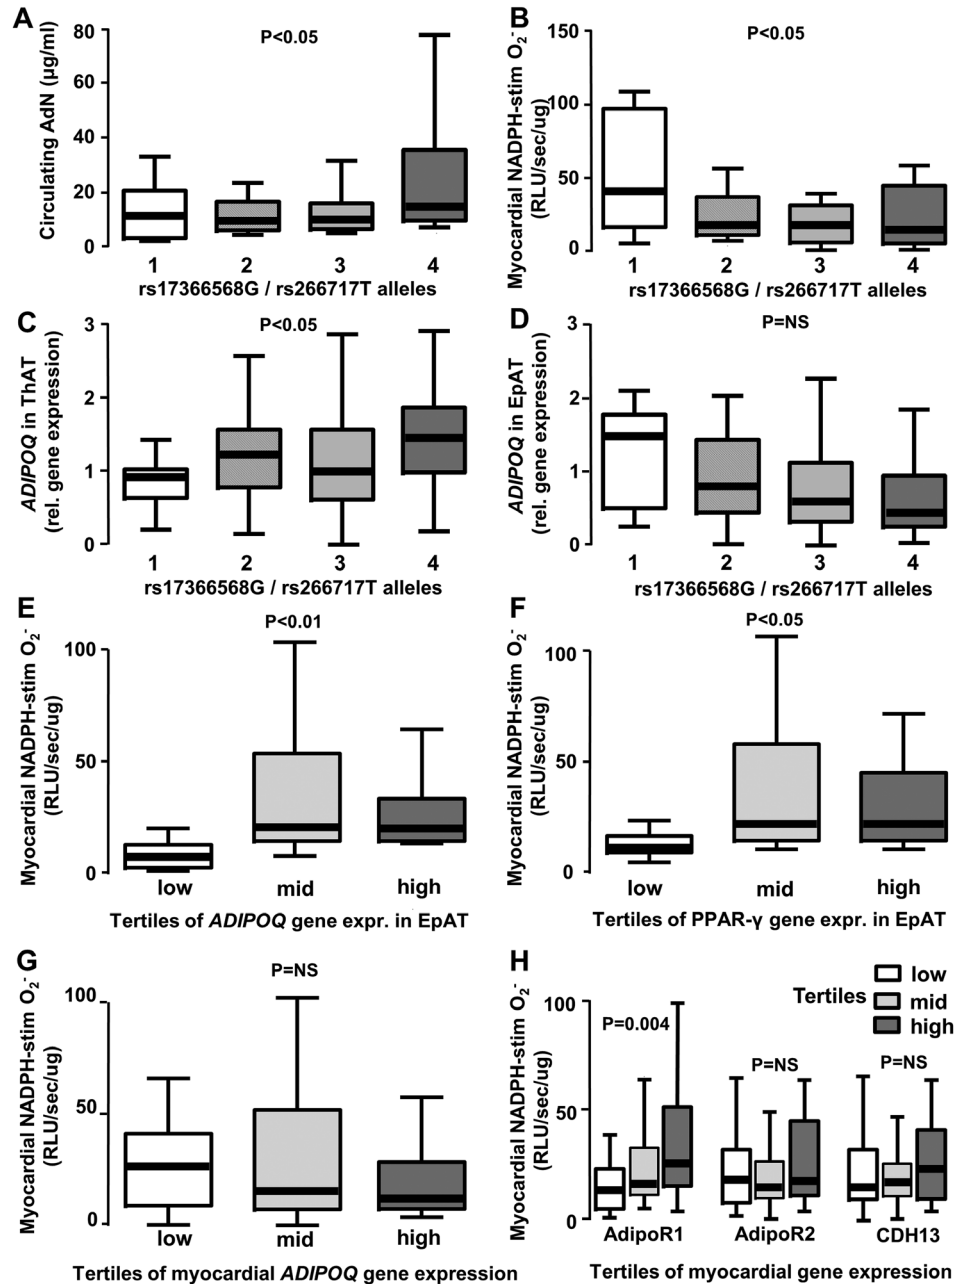 A
Circulating AdN (µg/ml)
80
60
40
20
0
P<0.05
1 2 3 4
rs17366568G / rs266717T alleles
B
Myocardial NADPH-stim O2-
(RLU/sec/ug)
150
100
50
0
P<0.05
1 2 3 4
rs17366568G / rs266717T alleles
C
ADIPOQ in ThAT
(rel. gene expression)
3
2
1
0
P<0.05
1 2 3 4
rs17366568G / rs266717T alleles
D
ADIPOQ in EpAT
(rel. gene expression)
3
2
1
0
P=NS
1 2 3 4
rs17366568G / rs266717T alleles
E
Myocardial NADPH-stim O2-
(RLU/sec/ug)
100
50
0
P<0.01
low mid high
Tertiles of ADIPOQ gene expr. in EpAT
F
Myocardial NADPH-stim O2-
(RLU/sec/ug)
100
50
0
P<0.05
low mid high
Tertiles of PPAR-γ gene expr. in EpAT
G
Myocardial NADPH-stim O2-
(RLU/sec/ug)
100
50
0
P=NS
low mid high
Tertiles of myocardial ADIPOQ gene expression
H
Myocardial NADPH-stim O2-
(RLU/sec/ug)
100
50
0
Tertiles
low
mid
high
P=0.004
P=NS
P=NS
AdipoR1 AdipoR2 CDH13
Tertiles of myocardial gene expression